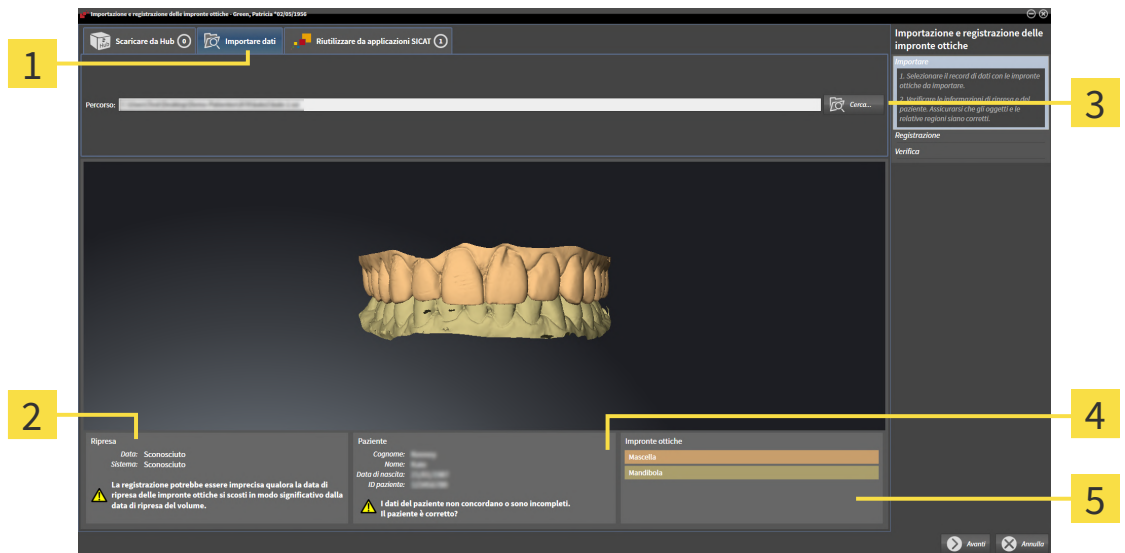 Importazione e registrazione delle impronte ottiche - Green, Patricia *02/05/1956
Scaricare da Hub 0
Importare dati
Riutilizzare da applicazioni SICAT 1
Importazione e registrazione delle
impronte ottiche
Importare
1. Selezionare il record di dati con le impronte
ottiche da importare.
2. Verificare le informazioni di ripresa e del
paziente. Assicurarsi che gli oggetti e le
relative regioni siano corretti.
Registrazione
Verifica
1
Percorso:
Cerca...
3
2
4
5
Ripresa
Data: Sconosciuto
Sistema: Sconosciuto
La registrazione potrebbe essere imprecisa qualora la data di
ripresa delle impronte ottiche si scosti in modo significativo dalla
data di ripresa del volume.
Paziente
Cognome:
Nome:
Data di nascita:
ID paziente:
I dati del paziente non concordano o sono incompleti.
Il paziente è corretto?
Impronte ottiche
Mascella
Mandibola
Avanti
Annulla